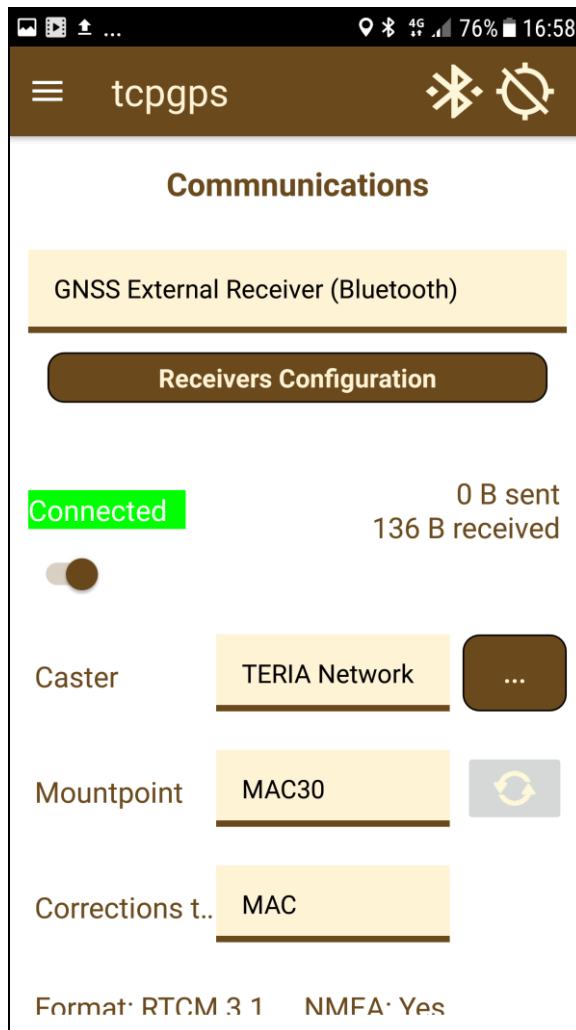 ... 4G 76% 16:58
tcpgps
Commnunications
GNSS External Receiver (Bluetooth)
Receivers Configuration
Connected
0 B sent
136 B received
Caster TERIA Network ...
Mountpoint MAC30
Corrections t.. MAC
Format: RTCM 3.1 NMEA: Yes